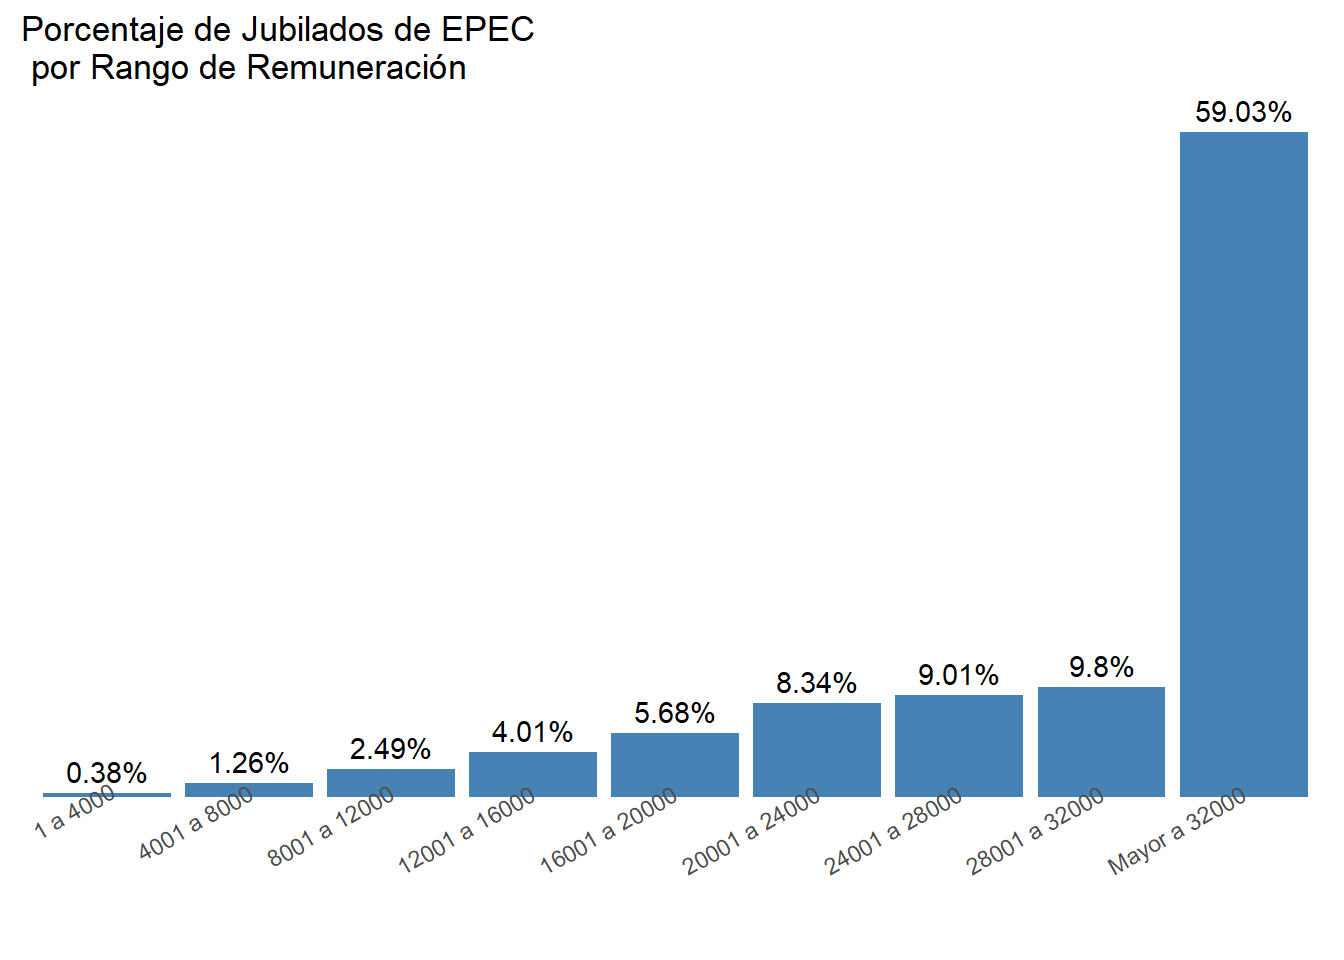 Porcentaje de Jubilados de EPEC
por Rango de Remuneración
59.03%
9.8%
9.01%
8.34%
5.68%
4.01%
2.49%
1.26%
0.38%
1 a 4000
4001 a 8000
8001 a 12000
12001 a 16000
16001 a 20000
20001 a 24000
24001 a 28000
28001 a 32000
Mayor a 32000